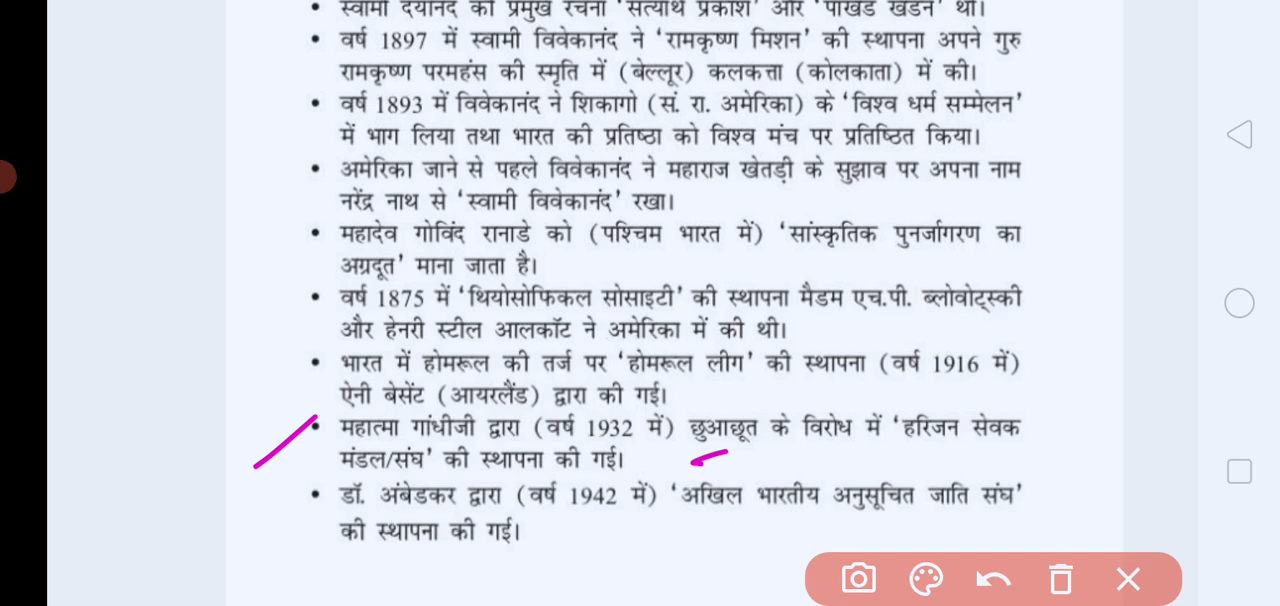 • स्वामी दयानंद की प्रमुख रचना 'सत्यार्थ प्रकाश' और 'पाखंड खंडन' थी।
• वर्ष 1897 में स्वामी विवेकानंद ने 'रामकृष्ण मिशन' की स्थापना अपने गुरु
रामकृष्ण परमहंस की स्मृति में (बेल्लूर) कलकत्ता (कोलकाता) में की।
• वर्ष 1893 में विवेकानंद ने शिकागो (सं. रा. अमेरिका) के 'विश्व धर्म सम्मेलन'
में भाग लिया तथा भारत की प्रतिष्ठा को विश्व मंच पर प्रतिष्ठित किया।
• अमेरिका जाने से पहले विवेकानंद ने महाराज खेतड़ी के सुझाव पर अपना नाम
नरेंद्र नाथ से 'स्वामी विवेकानंद' रखा।
• महादेव गोविंद रानाडे को (पश्चिम भारत में) 'सांस्कृतिक पुनर्जागरण का
अग्रदूत' माना जाता है।
• वर्ष 1875 में 'थियोसोफिकल सोसाइटी' की स्थापना मैडम एच.पी. ब्लोवोट्स्की
और हेनरी स्टील आलकॉट ने अमेरिका में की थी।
• भारत में होमरूल की तर्ज पर 'होमरूल लीग' की स्थापना (वर्ष 1916 में)
ऐनी बेसेंट (आयरलैंड) द्वारा की गई।
• महात्मा गांधीजी द्वारा (वर्ष 1932 में) छुआछूत के विरोध में 'हरिजन सेवक
मंडल/संघ' की स्थापना की गई।
• डॉ. अंबेडकर द्वारा (वर्ष 1942 में) 'अखिल भारतीय अनुसूचित जाति संघ'
की स्थापना की गई।